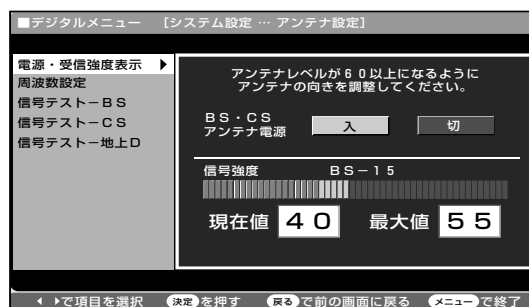 ■デジタルメニュー [システム設定 … アンテナ設定]
電源・受信強度表示
周波数設定
信号テスト－ＢＳ
信号テスト－ＣＳ
信号テスト－地上Ｄ
アンテナレベルが６０以上になるように
アンテナの向きを調整してください。
ＢＳ・ＣＳ
アンテナ電源 入 切
信号強度 ＢＳ－１５
現在値 ４０ 最大値 ５５
で項目を選択 決定を押す 戻るで前の画面に戻る メニューで終了